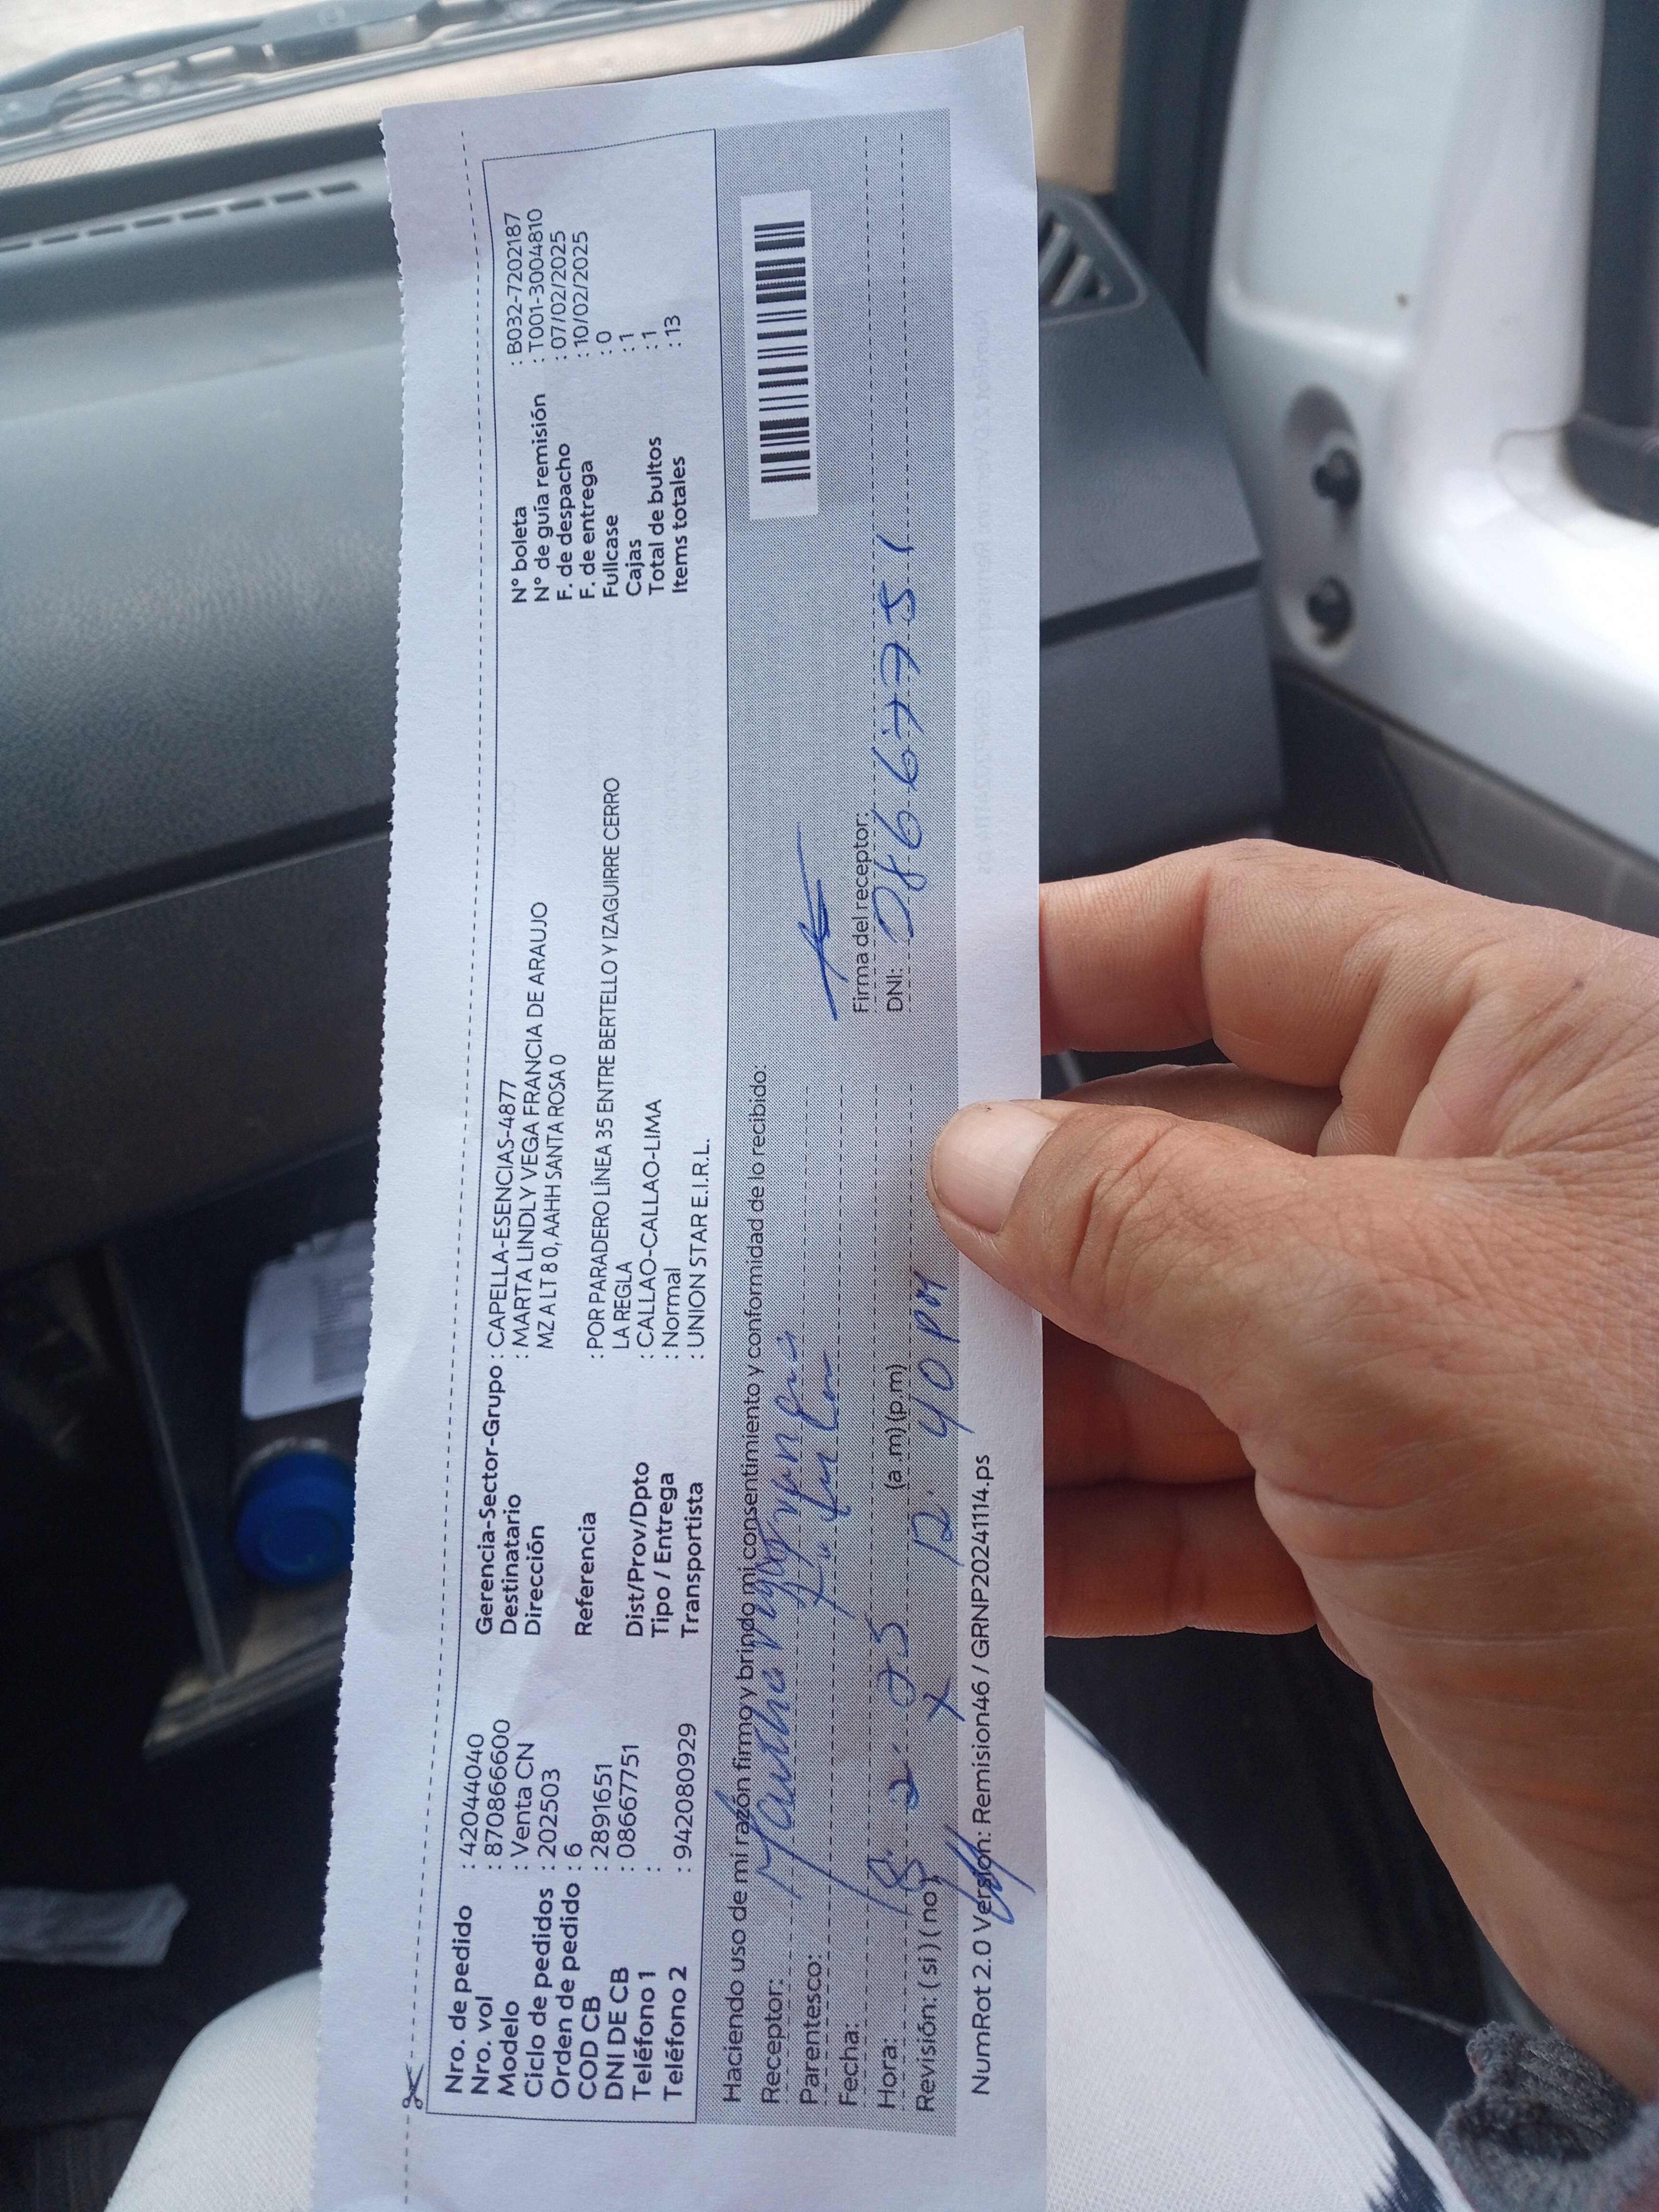 Nro. de pedido : 42044040
Nro. vol : 8708666600
Modelo : Venta CN
Ciclo de pedidos : 202503
Orden de pedido : 6
COD CB : 2891651
DNI DE CB : 08667751
Teléfono 1 :
Teléfono 2 : 942080929
Gerencia-Sector-Grupo : CAPELLA-ESENCIAS-4877
Destinatario : MARTA LINDLY VEGA FRANCIA DE ARAUJO
Dirección MZ A LT 8 0, AAHH SANTA ROSA 0
Referencia : POR PARADERO LÍNEA 35 ENTRE BERTELLO Y IZAGUIRRE CERRO
LA REGLA
Dist/Prov/Dpto : CALLAO-CALLAO-LIMA
Tipo / Entrega : Normal
Transportista : UNION STAR E.I.R.L.
N° boleta : B032-7202187
N° de guía remisión : T001-3004810
F. de despacho : 07/02/2025
F. de entrega : 10/02/2025
Fullcase : 0
Cajas : 1
Total de bultos : 1
Items totales : 13
Haciendo uso de mi razón firmo y brindo mi consentimiento y conformidad de lo recibido:
Receptor: Martha
Parentesco:
Fecha:
Hora: 18. 2. 25 (a .m) (p.m)
Revisión: (si) (no) X 12. 40 pm
Firma del receptor:
DNI: 08667751
NumRot 2.0 Version: Remision46 / GRNP20241114.ps